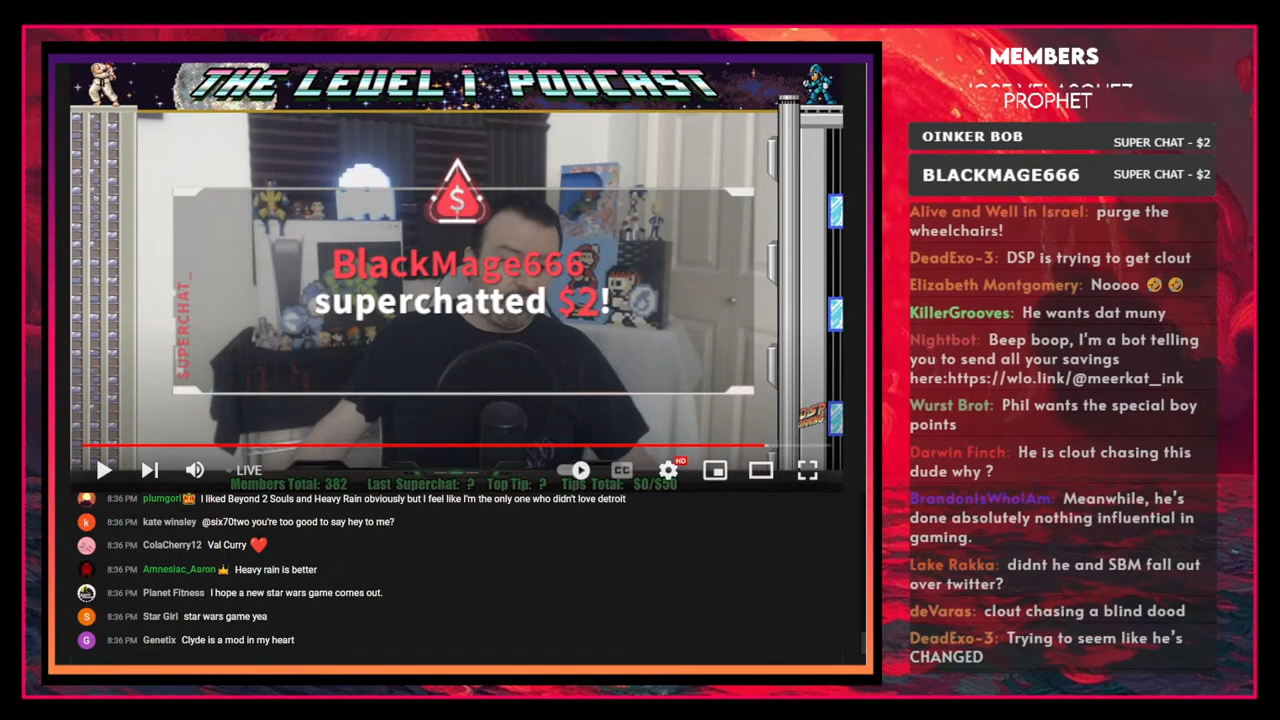 THE LEVEL 1 PODCAST
$
BlackMage666
superchatted $2!
SUPERCHAT_
DSP
GAMING
LIVE
CC
HD
Members Total: 382 Last Superchat: ? Top Tip: ? Tips Total: $0/$50
8:36 PM plumgorl I liked Beyond 2 Souls and Heavy Rain obviously but I feel like I'm the only one who didn't love detroit
k 8:36 PM kate winsley @six70two you're too good to say hey to me?
8:36 PM ColaCherry12 Val Curry ❤️
8:36 PM Amnesiac_Aaron Heavy rain is better
8:36 PM Planet Fitness I hope a new star wars game comes out.
S 8:36 PM Star Girl star wars game yea
G 8:36 PM Genetix Clyde is a mod in my heart
MEMBERS
JOSE VELASQUEZ
PROPHET
OINKER BOB SUPER CHAT - $2
BLACKMAGE666 SUPER CHAT - $2
Alive and Well in Israel: purge the
wheelchairs!
DeadExo-3: DSP is trying to get clout
Elizabeth Montgomery: Noooo 🤣🤣
KillerGrooves: He wants dat muny
Nightbot: Beep boop, I'm a bot telling
you to send all your savings
here:https://wlo.link/@meerkat_ink
Wurst Brot: Phil wants the special boy
points
Darwin Finch: He is clout chasing this
dude why ?
BrandonIsWhoIAm: Meanwhile, he's
done absolutely nothing influential in
gaming.
Lake Rakka: didnt he and SBM fall out
over twitter?
deVaras: clout chasing a blind dood
DeadExo-3: Trying to seem like he's
CHANGED